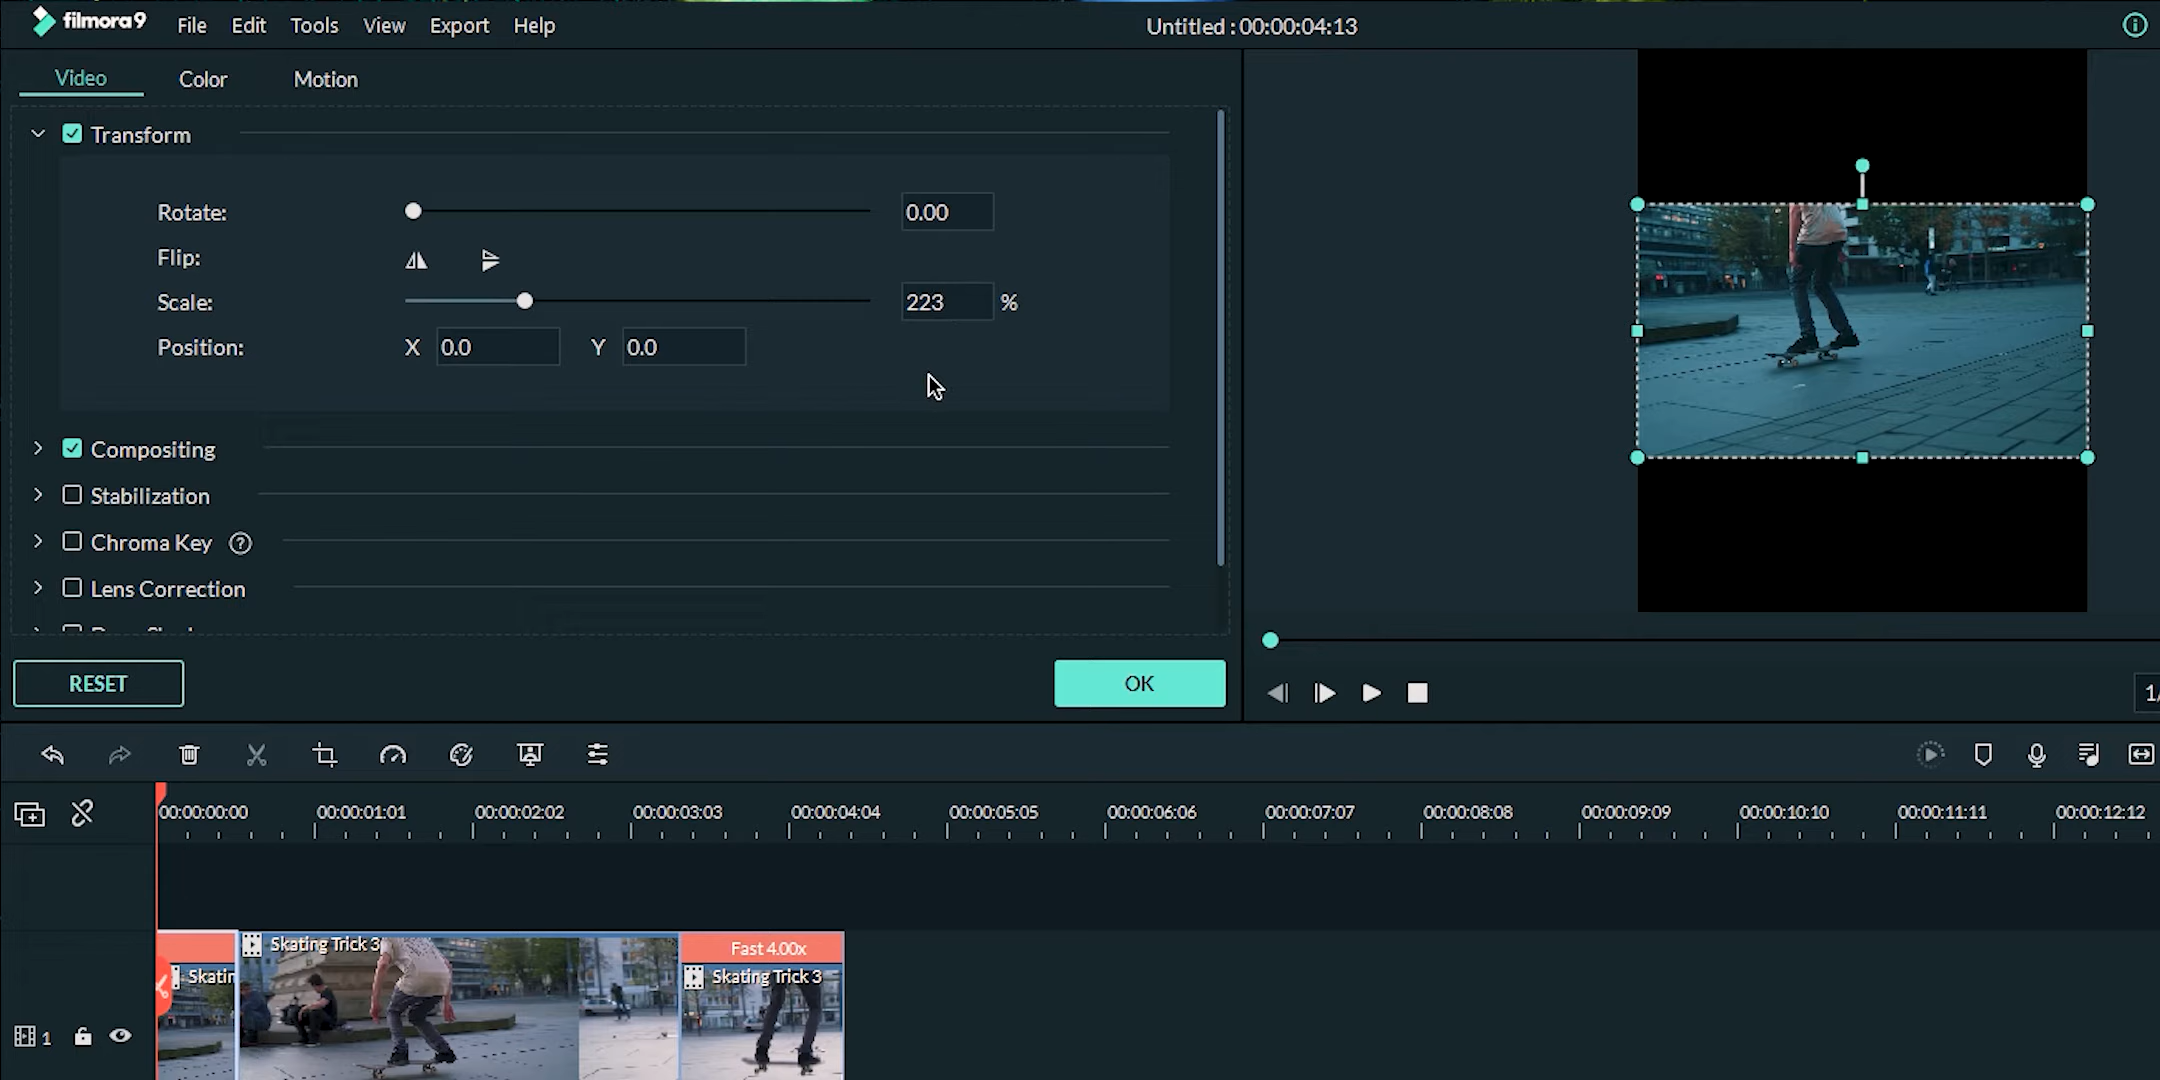 filmora9 File Edit Tools View Export Help Untitled : 00:00:04:13
Video Color Motion
Transform
Rotate: 0.00
Flip:
Scale: 223 %
Position: X 0.0 Y 0.0
Compositing
Stabilization
Chroma Key ?
Lens Correction
RESET OK
00:00:00:00 00:00:01:01 00:00:02:02 00:00:03:03 00:00:04:04 00:00:05:05 00:00:06:06 00:00:07:07 00:00:08:08 00:00:09:09 00:00:10:10 00:00:11:11 00:00:12:12
Skating Trick 3 Fast 4.00x
Skatin Skating Trick 3
1